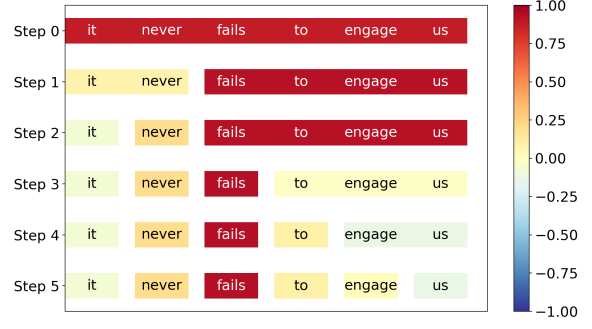 Step 0 it never fails to engage us
Step 1 it never fails to engage us
Step 2 it never fails to engage us
Step 3 it never fails to engage us
Step 4 it never fails to engage us
Step 5 it never fails to engage us
1.00
0.75
0.50
0.25
0.00
−0.25
−0.50
−0.75
−1.00